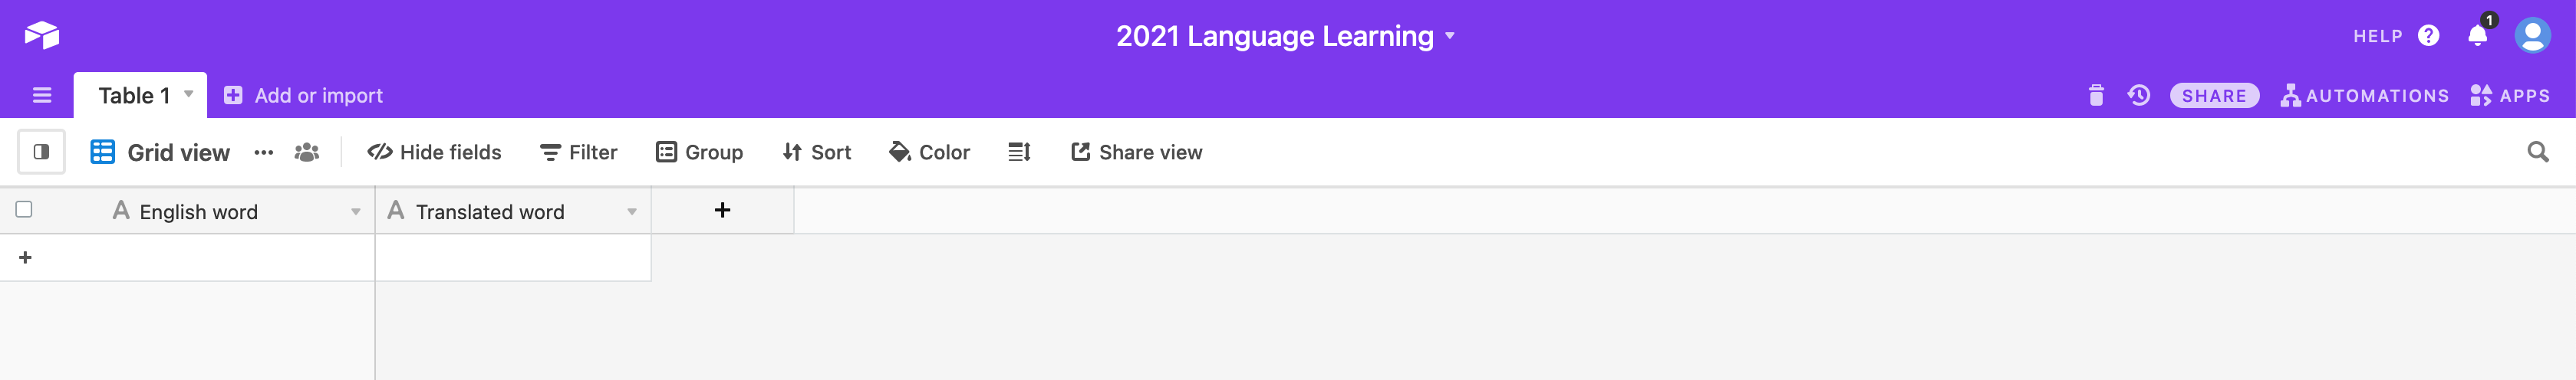 2021 Language Learning
HELP ? 1
Table 1 Add or import SHARE AUTOMATIONS APPS
Grid view Hide fields Filter Group Sort Color Share view
A English word A Translated word +
+